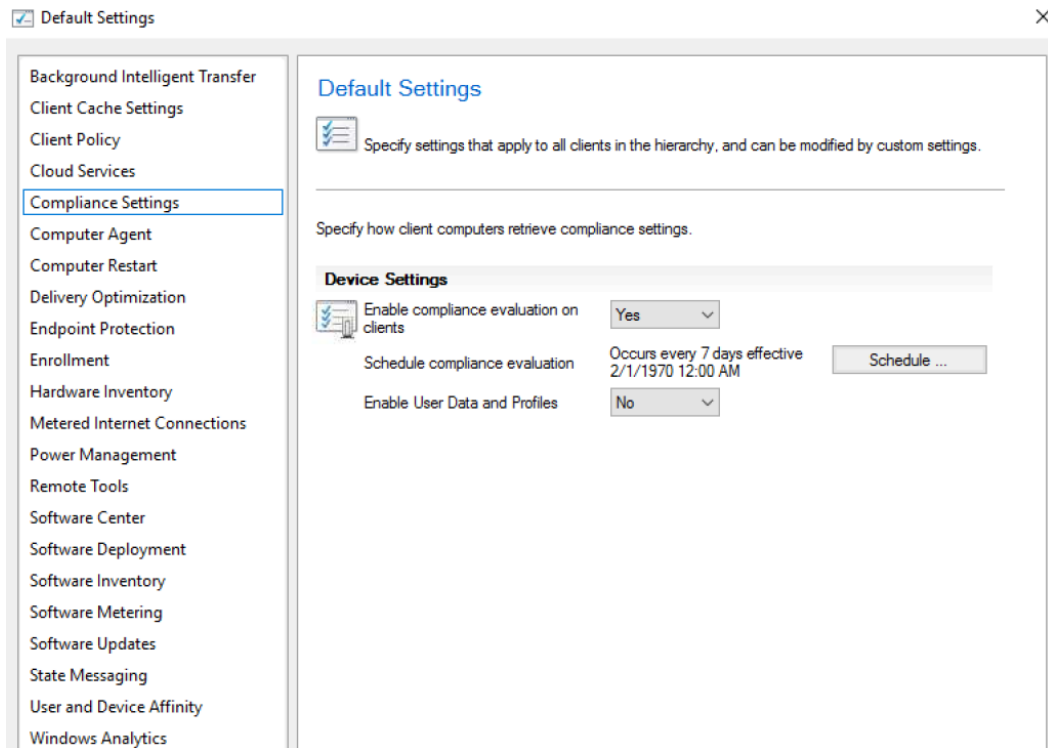 Default Settings
Background Intelligent Transfer
Client Cache Settings
Client Policy
Cloud Services
Compliance Settings
Computer Agent
Computer Restart
Delivery Optimization
Endpoint Protection
Enrollment
Hardware Inventory
Metered Internet Connections
Power Management
Remote Tools
Software Center
Software Deployment
Software Inventory
Software Metering
Software Updates
State Messaging
User and Device Affinity
Windows Analytics
Default Settings
Specify settings that apply to all clients in the hierarchy, and can be modified by custom settings.
Specify how client computers retrieve compliance settings.
Device Settings
Enable compliance evaluation on
clients
Yes
Schedule compliance evaluation
Occurs every 7 days effective
2/1/1970 12:00 AM
Schedule ...
Enable User Data and Profiles
No